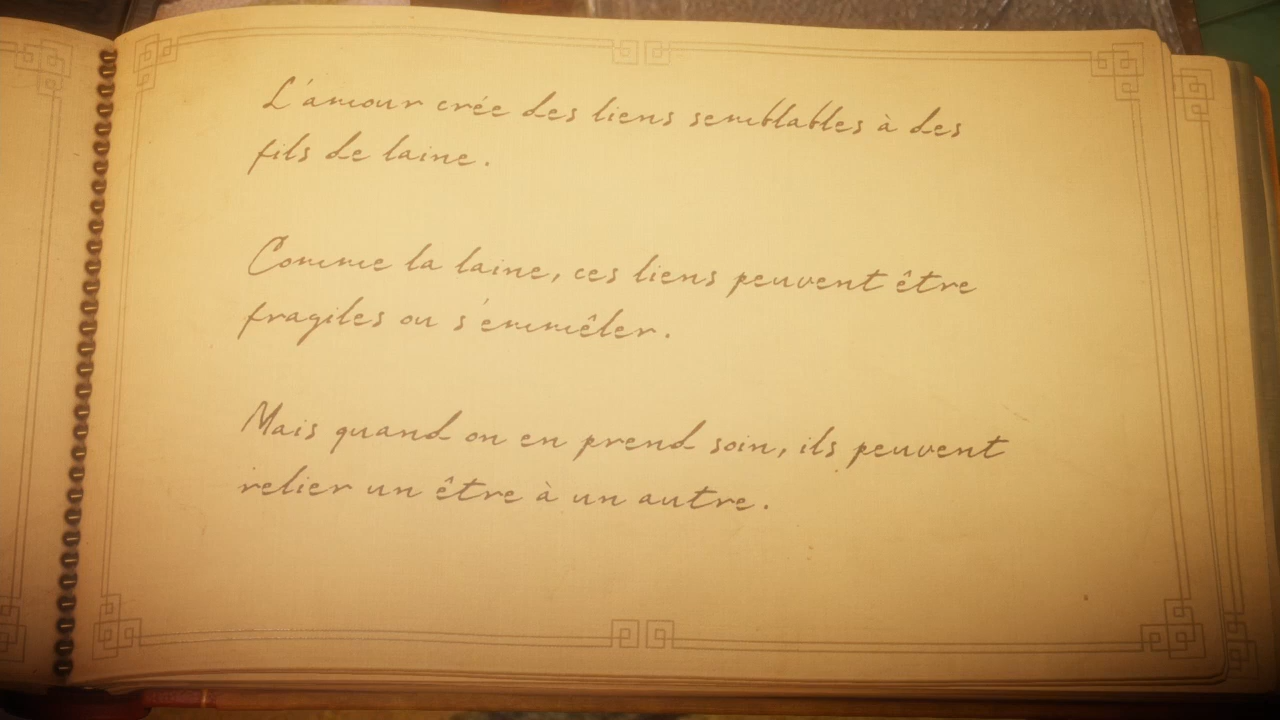 L'amour crée des liens semblables à des
fils de laine.
Comme la laine, ces liens peuvent être
fragiles ou s'emmêler.
Mais quand on en prend soin, ils peuvent
relier un être à un autre.